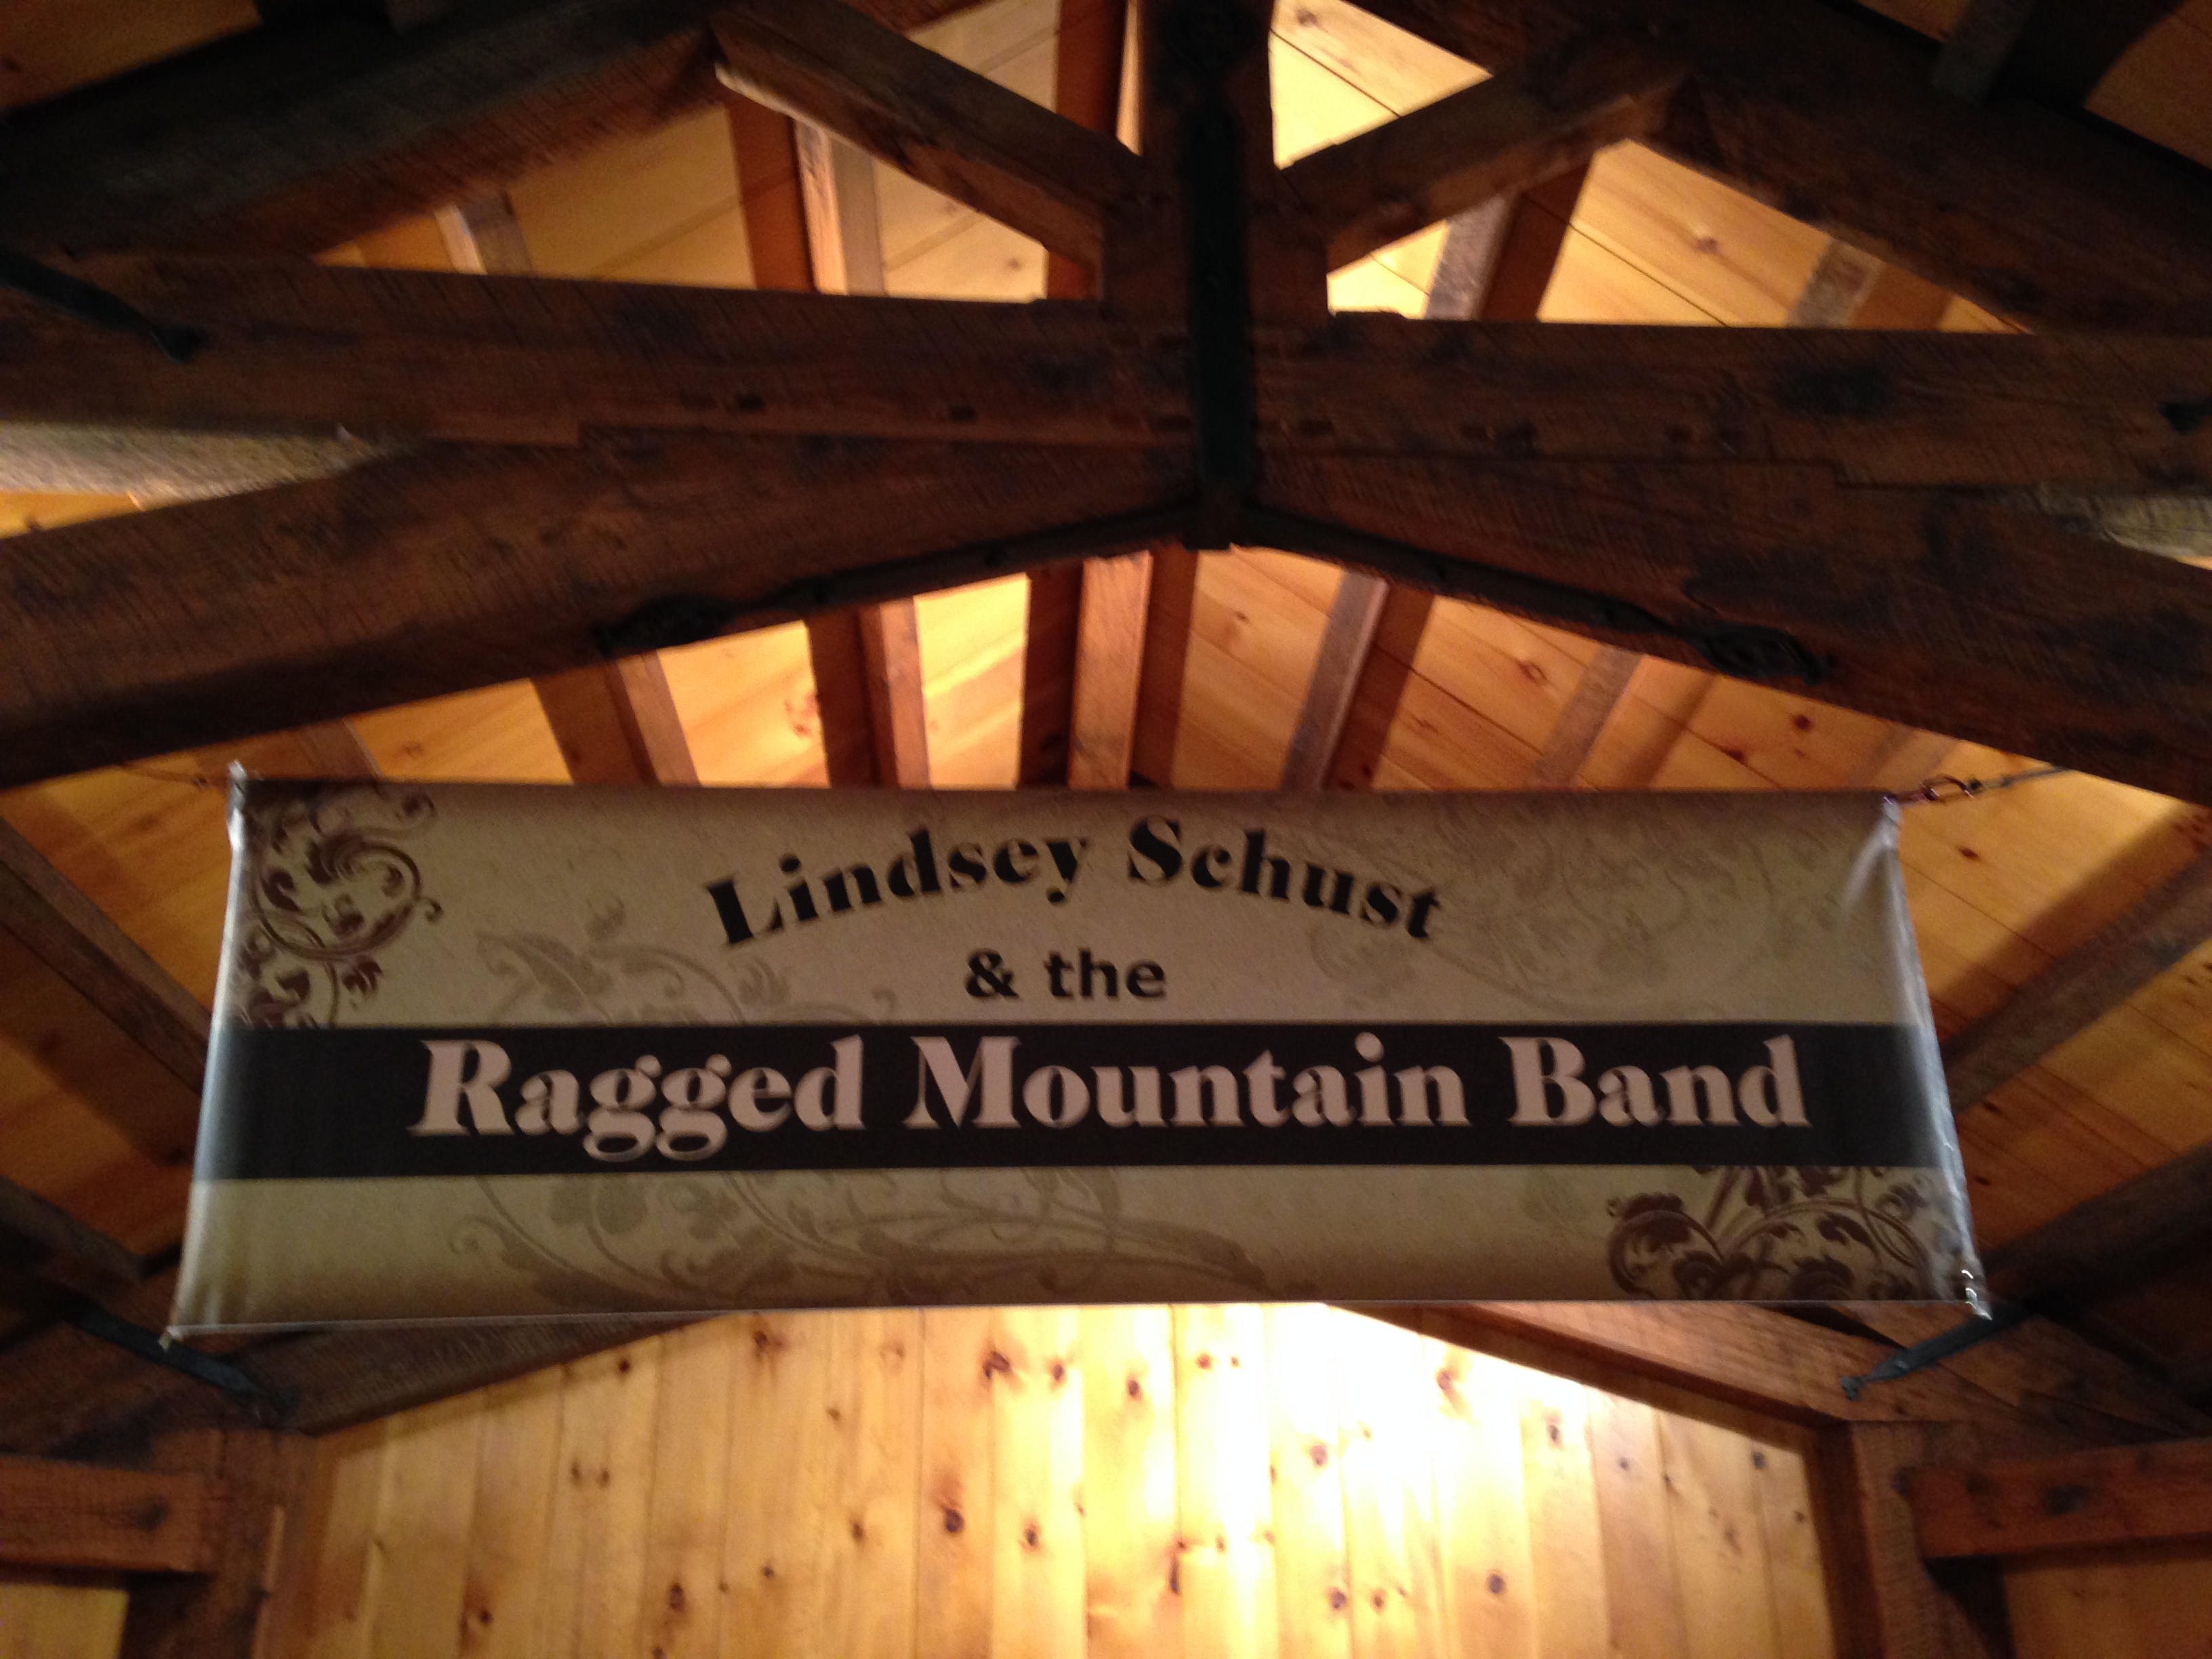 Lindsey Schust
& the
Ragged Mountain Band